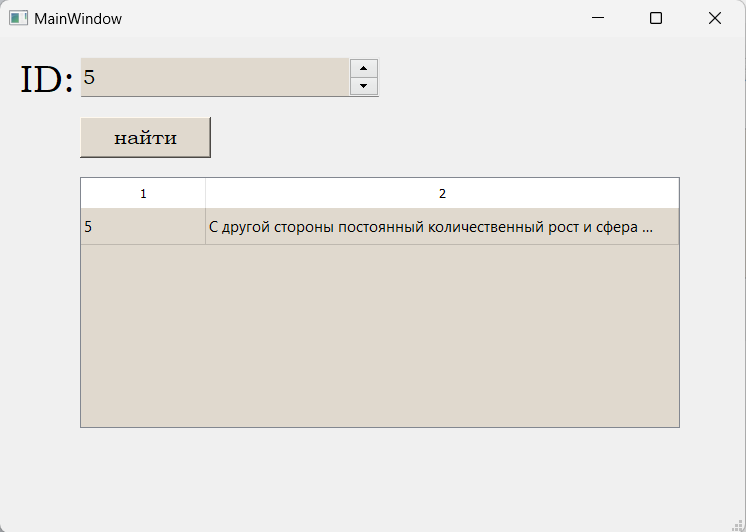 MainWindow
ID: 5
найти
1 2
5 С другой стороны постоянный количественный рост и сфера ...